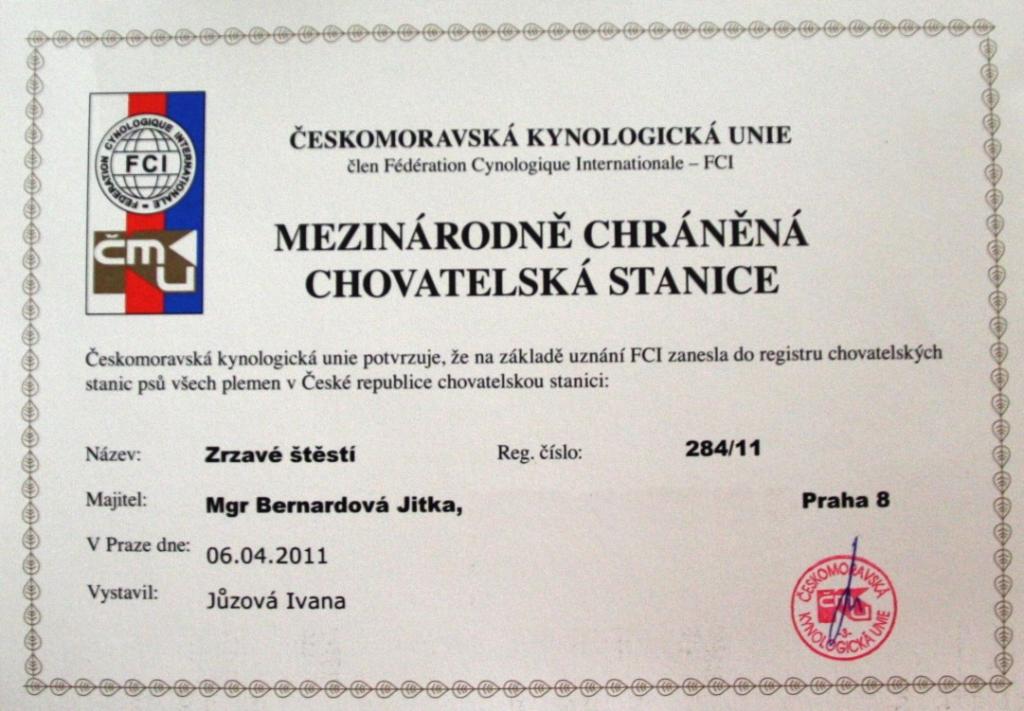 FÉDÉRATION CYNOLOGIQUE INTERNATIONALE
FCI
čmku
ČESKOMORAVSKÁ KYNOLOGICKÁ UNIE
člen Fédération Cynologique Internationale – FCI
MEZINÁRODNĚ CHRÁNĚNÁ
CHOVATELSKÁ STANICE
Českomoravská kynologická unie potvrzuje, že na základě uznání FCI zanesla do registru chovatelských
stanic psů všech plemen v České republice chovatelskou stanici:
Název: Zrzavé štěstí Reg. číslo: 284/11
Majitel: Mgr Bernardová Jitka, Praha 8
V Praze dne: 06.04.2011
Vystavil: Jůzová Ivana
ČESKOMORAVSKÁ
čmku
-3-
KYNOLOGICKÁ UNIE